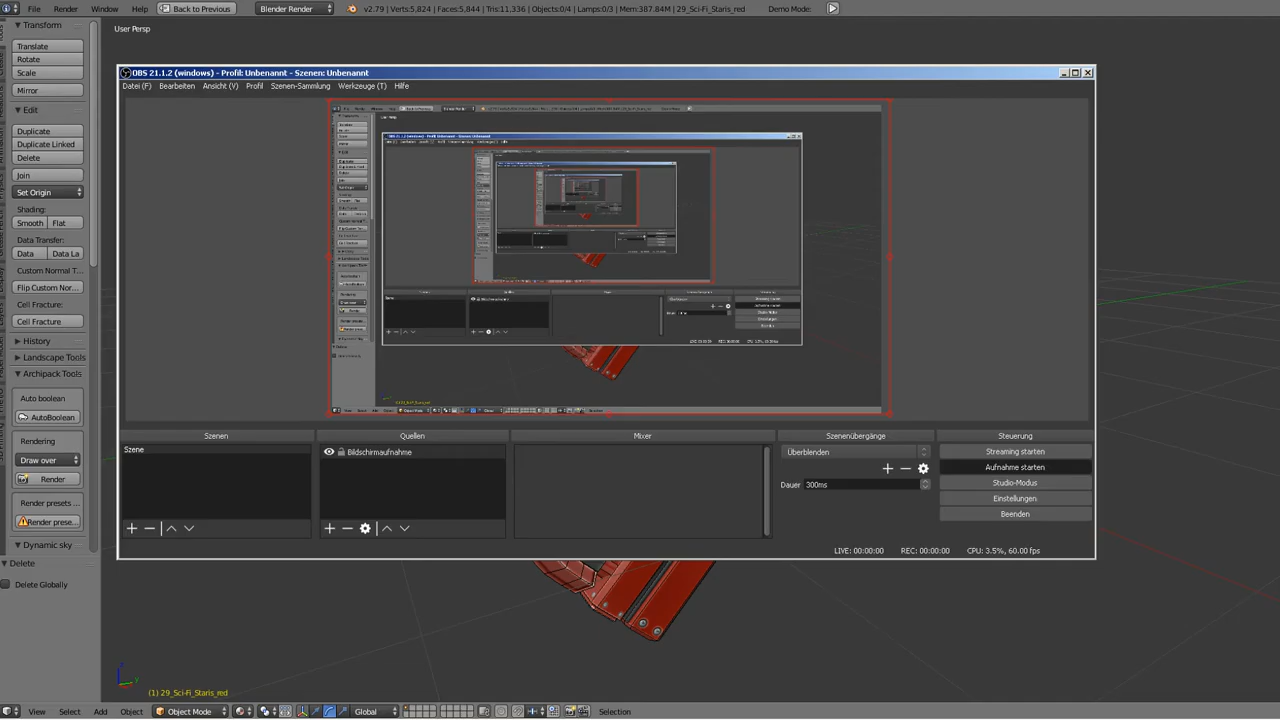 File
Render
Window
Help
Back to Previous
Blender Render
v2.79 | Verts:5,824 | Faces:5,844 | Tris:11,336 | Objects:0/4 | Lamps:0/3 | Mem:387.84M | 29_Sci-Fi_Staris_red
Demo Mode:
User Persp
Transform
Translate
Rotate
Scale
Mirror
Edit
Duplicate
Duplicate Linked
Delete
Join
Set Origin
Shading:
Smooth
Flat
Data Transfer:
Data
Data La
Custom Normal T...
Flip Custom Nor...
Cell Fracture:
Cell Fracture
History
Landscape Tools
Archipack Tools
Auto boolean
AutoBoolean
Rendering
Draw over
Render
Render presets...
Render prese...
Dynamic sky
Delete
Delete Globally
OBS 21.1.2 (windows) - Profil: Unbenannt - Szenen: Unbenannt
Datei (F)
Bearbeiten
Ansicht (V)
Profil
Szenen-Sammlung
Werkzeuge (T)
Hilfe
Szenen
Szene
Quellen
Bildschirmaufnahme
Mixer
Szenenübergänge
Überblenden
Dauer
300ms
Steuerung
Streaming starten
Aufnahme starten
Studio-Modus
Einstellungen
Beenden
LIVE: 00:00:00
REC: 00:00:00
CPU: 3.5%, 60.00 fps
(1) 29_Sci-Fi_Staris_red
View
Select
Add
Object
Object Mode
Global
Selection